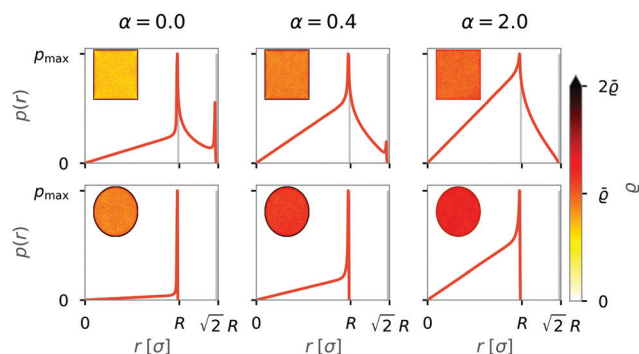 α = 0.0
α = 0.4
α = 2.0
p(r)
p_max
0
p(r)
p_max
0
0
R
√2 R
0
R
√2 R
0
R
√2 R
r [σ]
r [σ]
r [σ]
2ϱ̄
ϱ̄
0
ϱ